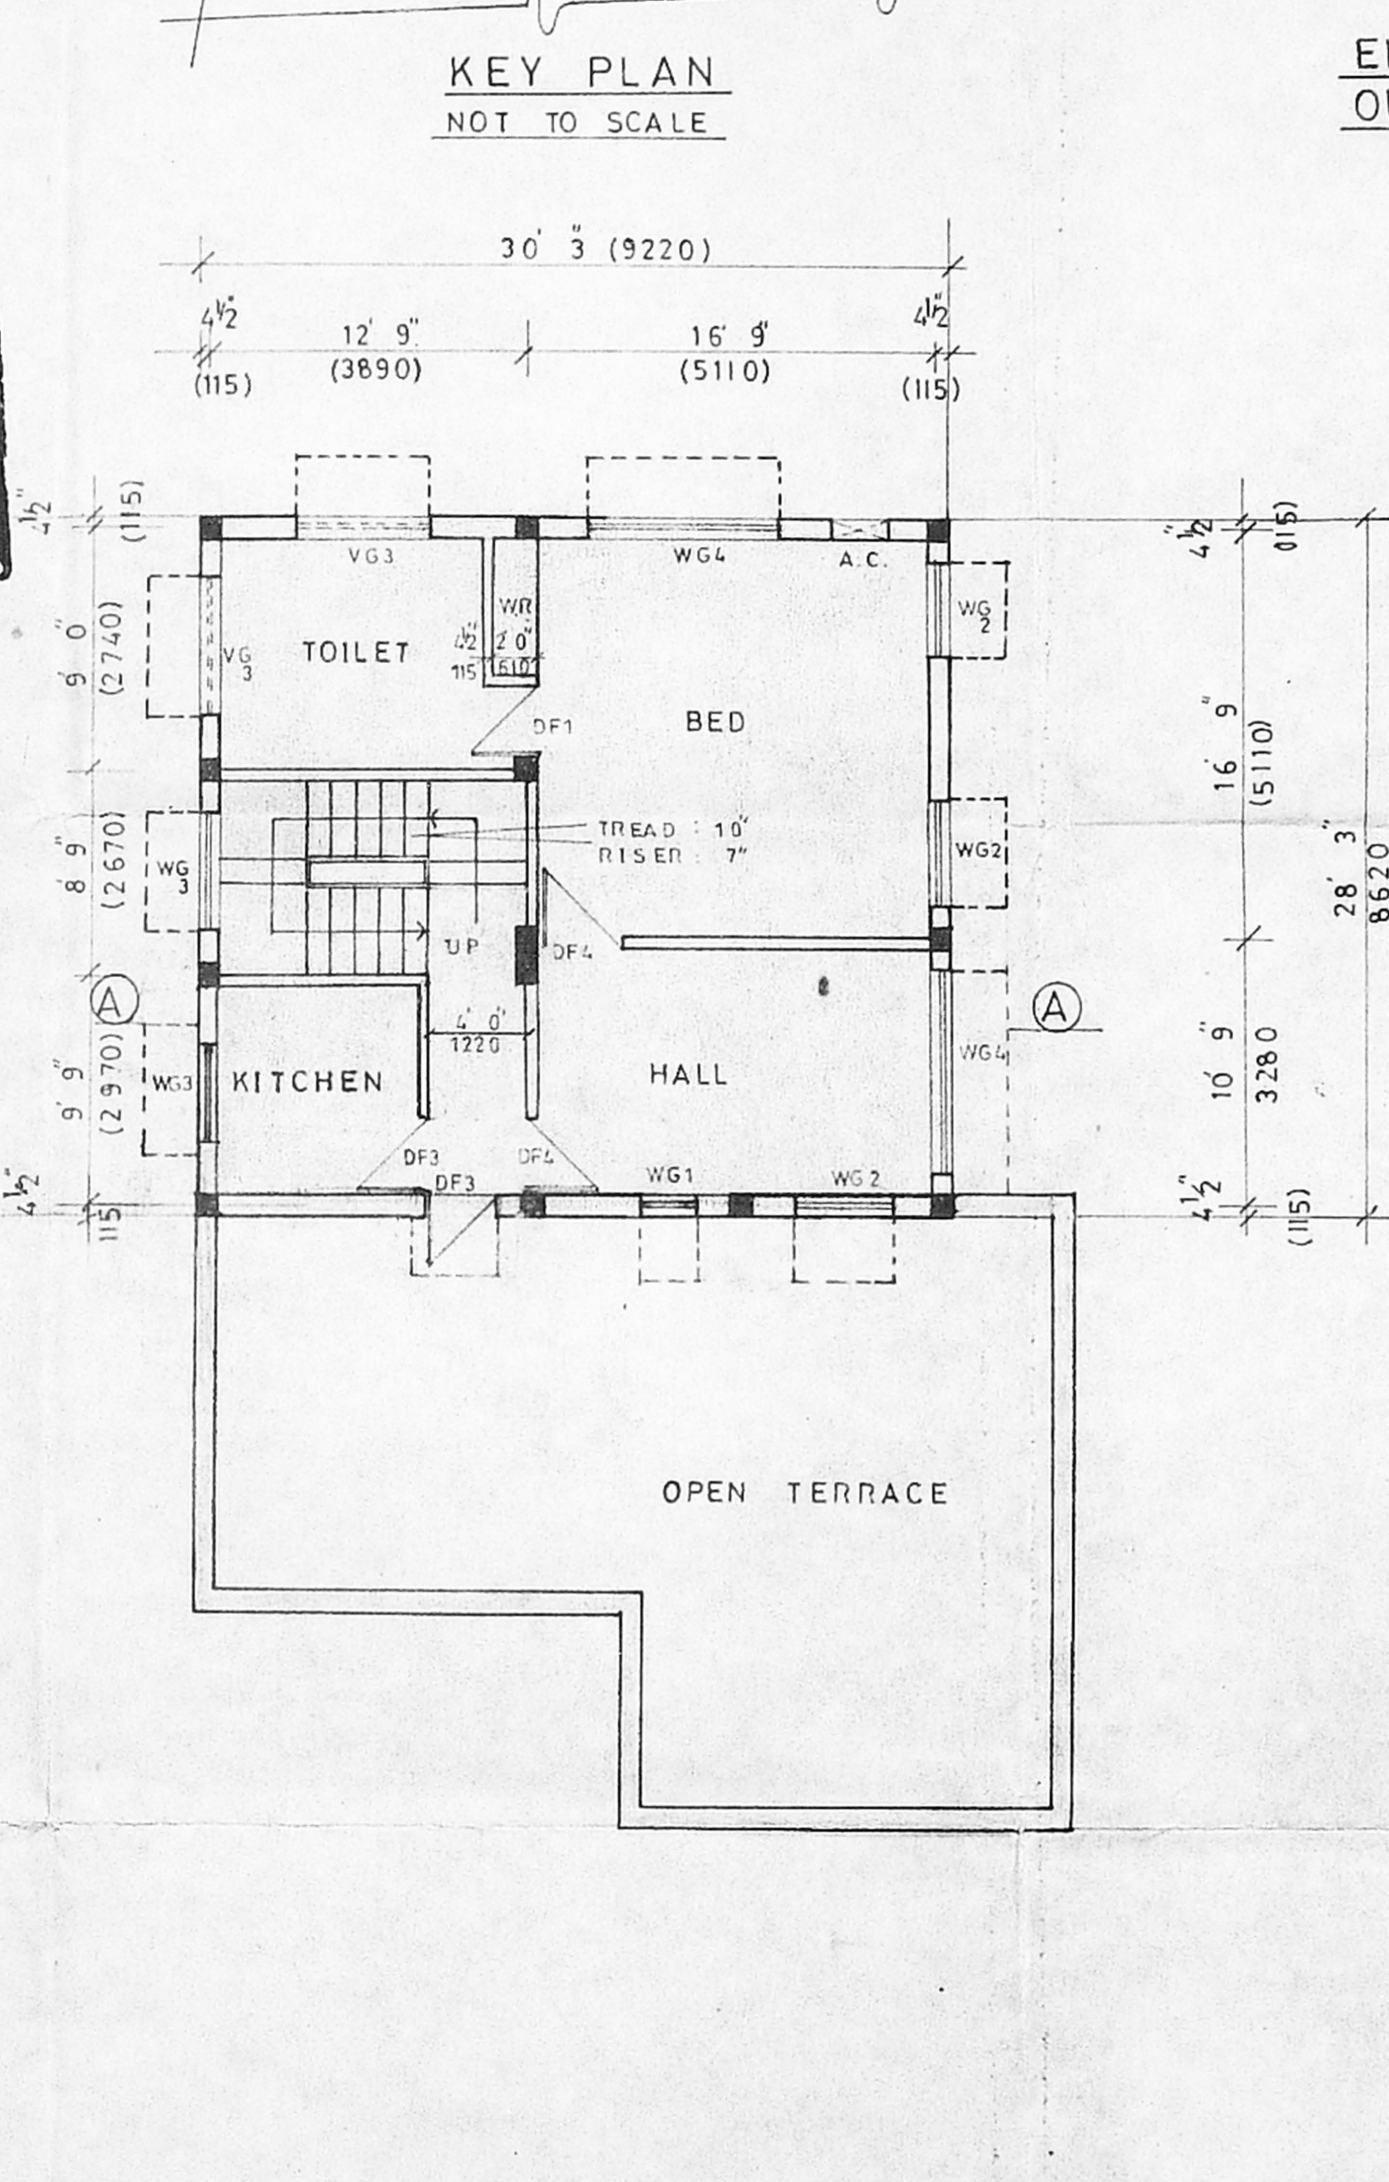 KEY PLAN
NOT TO SCALE
30' 3" (9220)
4½"
12' 9"
16' 9"
4½"
(115)
(3890)
(5110)
(115)
4½"
(115)
4½"
(115)
VG3
WG4
A.C.
WG
2
9' 0"
(2740)
VG
3
TOILET
WR
4½"
2' 0"
115
610
DF1
BED
16' 9"
(5110)
TREAD : 10"
RISER : 7"
8' 9"
(2670)
WG
3
WG2
28' 3"
8620
UP
DF4
A
A
4' 0"
1220
9' 9"
(2970)
WG3
KITCHEN
HALL
WG4
10' 9"
3280
DF3
DF4
DF3
WG1
WG2
4½"
115
4½"
(115)
OPEN TERRACE